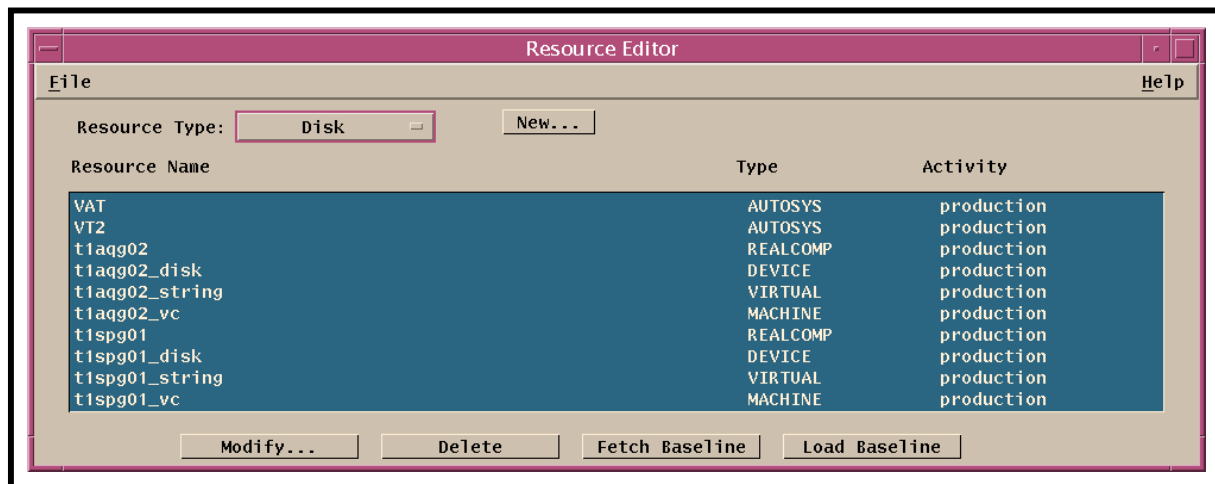 Resource Editor
File Help
Resource Type: Disk New...
Resource Name Type Activity
VAT AUTOSYS production
VT2 AUTOSYS production
t1aqg02 REALCOMP production
t1aqg02_disk DEVICE production
t1aqg02_string VIRTUAL production
t1aqg02_vc MACHINE production
t1spg01 REALCOMP production
t1spg01_disk DEVICE production
t1spg01_string VIRTUAL production
t1spg01_vc MACHINE production
Modify... Delete Fetch Baseline Load Baseline